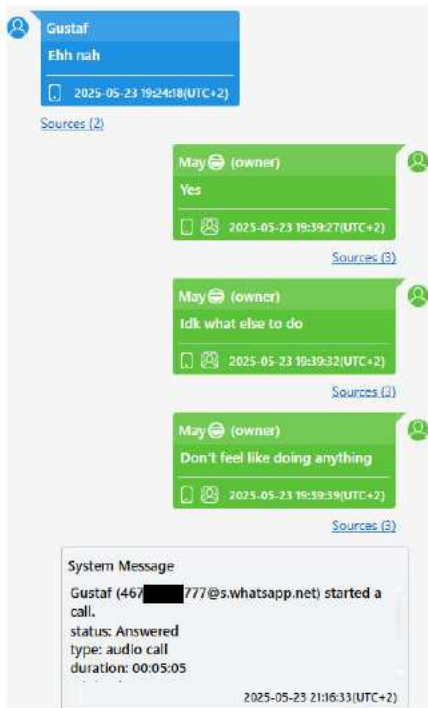 Gustaf
Ehh nah
2025-05-23 19:24:18(UTC+2)
Sources (2)
May😁 (owner)
Yes
2025-05-23 19:39:27(UTC+2)
Sources (3)
May😁 (owner)
Idk what else to do
2025-05-23 19:39:32(UTC+2)
Sources (3)
May😁 (owner)
Don't feel like doing anything
2025-05-23 19:39:39(UTC+2)
Sources (3)
System Message
Gustaf (467 777@s.whatsapp.net) started a
call.
status: Answered
type: audio call
duration: 00:05:05
2025-05-23 21:16:33(UTC+2)